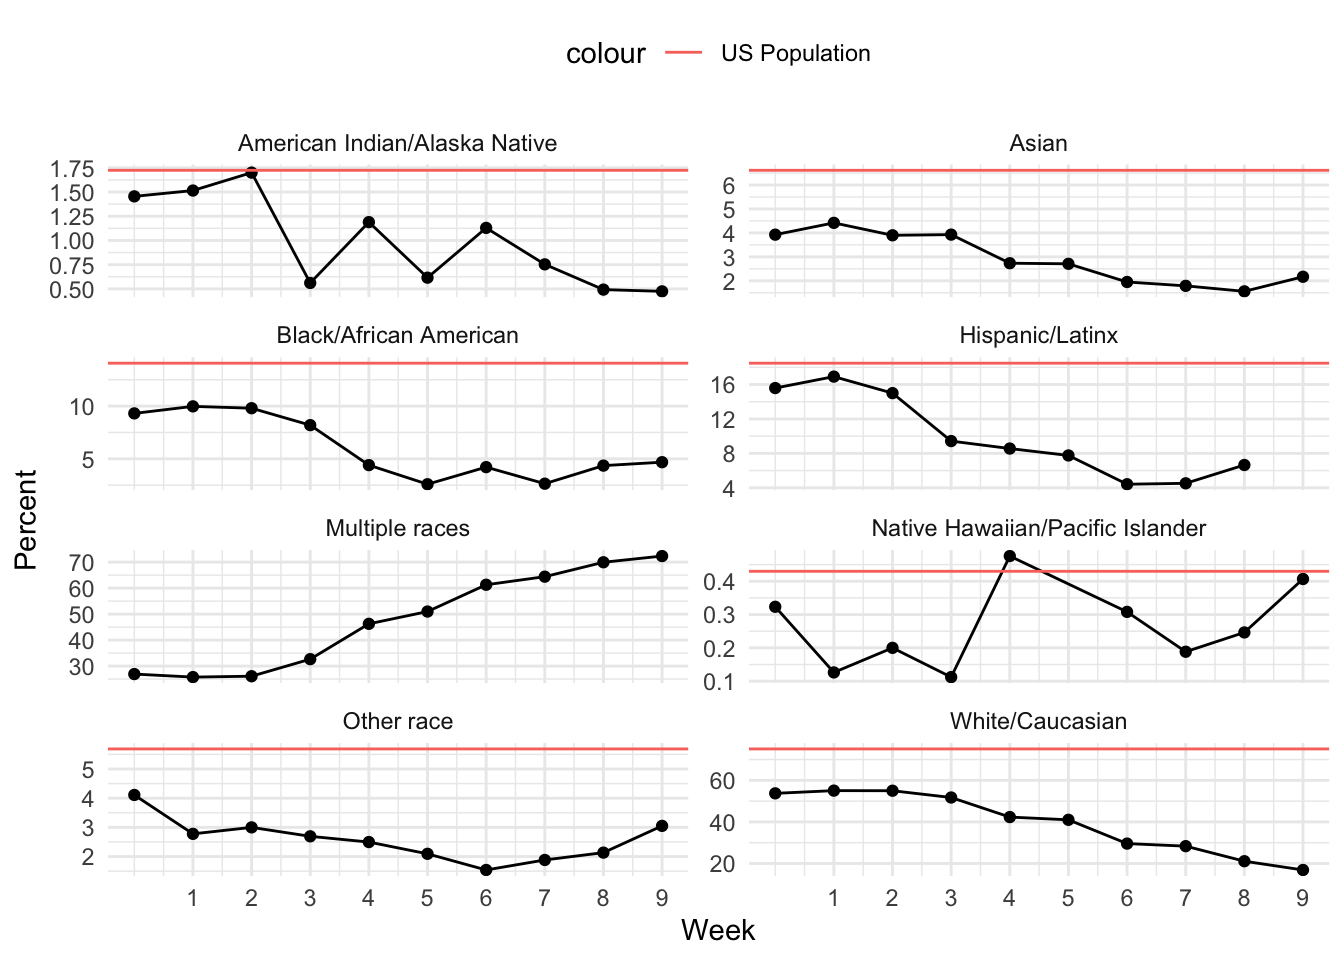 colour US Population
American Indian/Alaska Native
Asian
1.75
1.50
1.25
1.00
0.75
0.50
6
5
4
3
2
Black/African American
Hispanic/Latinx
10
5
16
12
8
4
Percent
Multiple races
Native Hawaiian/Pacific Islander
70
60
50
40
30
0.4
0.3
0.2
0.1
Other race
White/Caucasian
5
4
3
2
60
40
20
1 2 3 4 5 6 7 8 9
1 2 3 4 5 6 7 8 9
Week